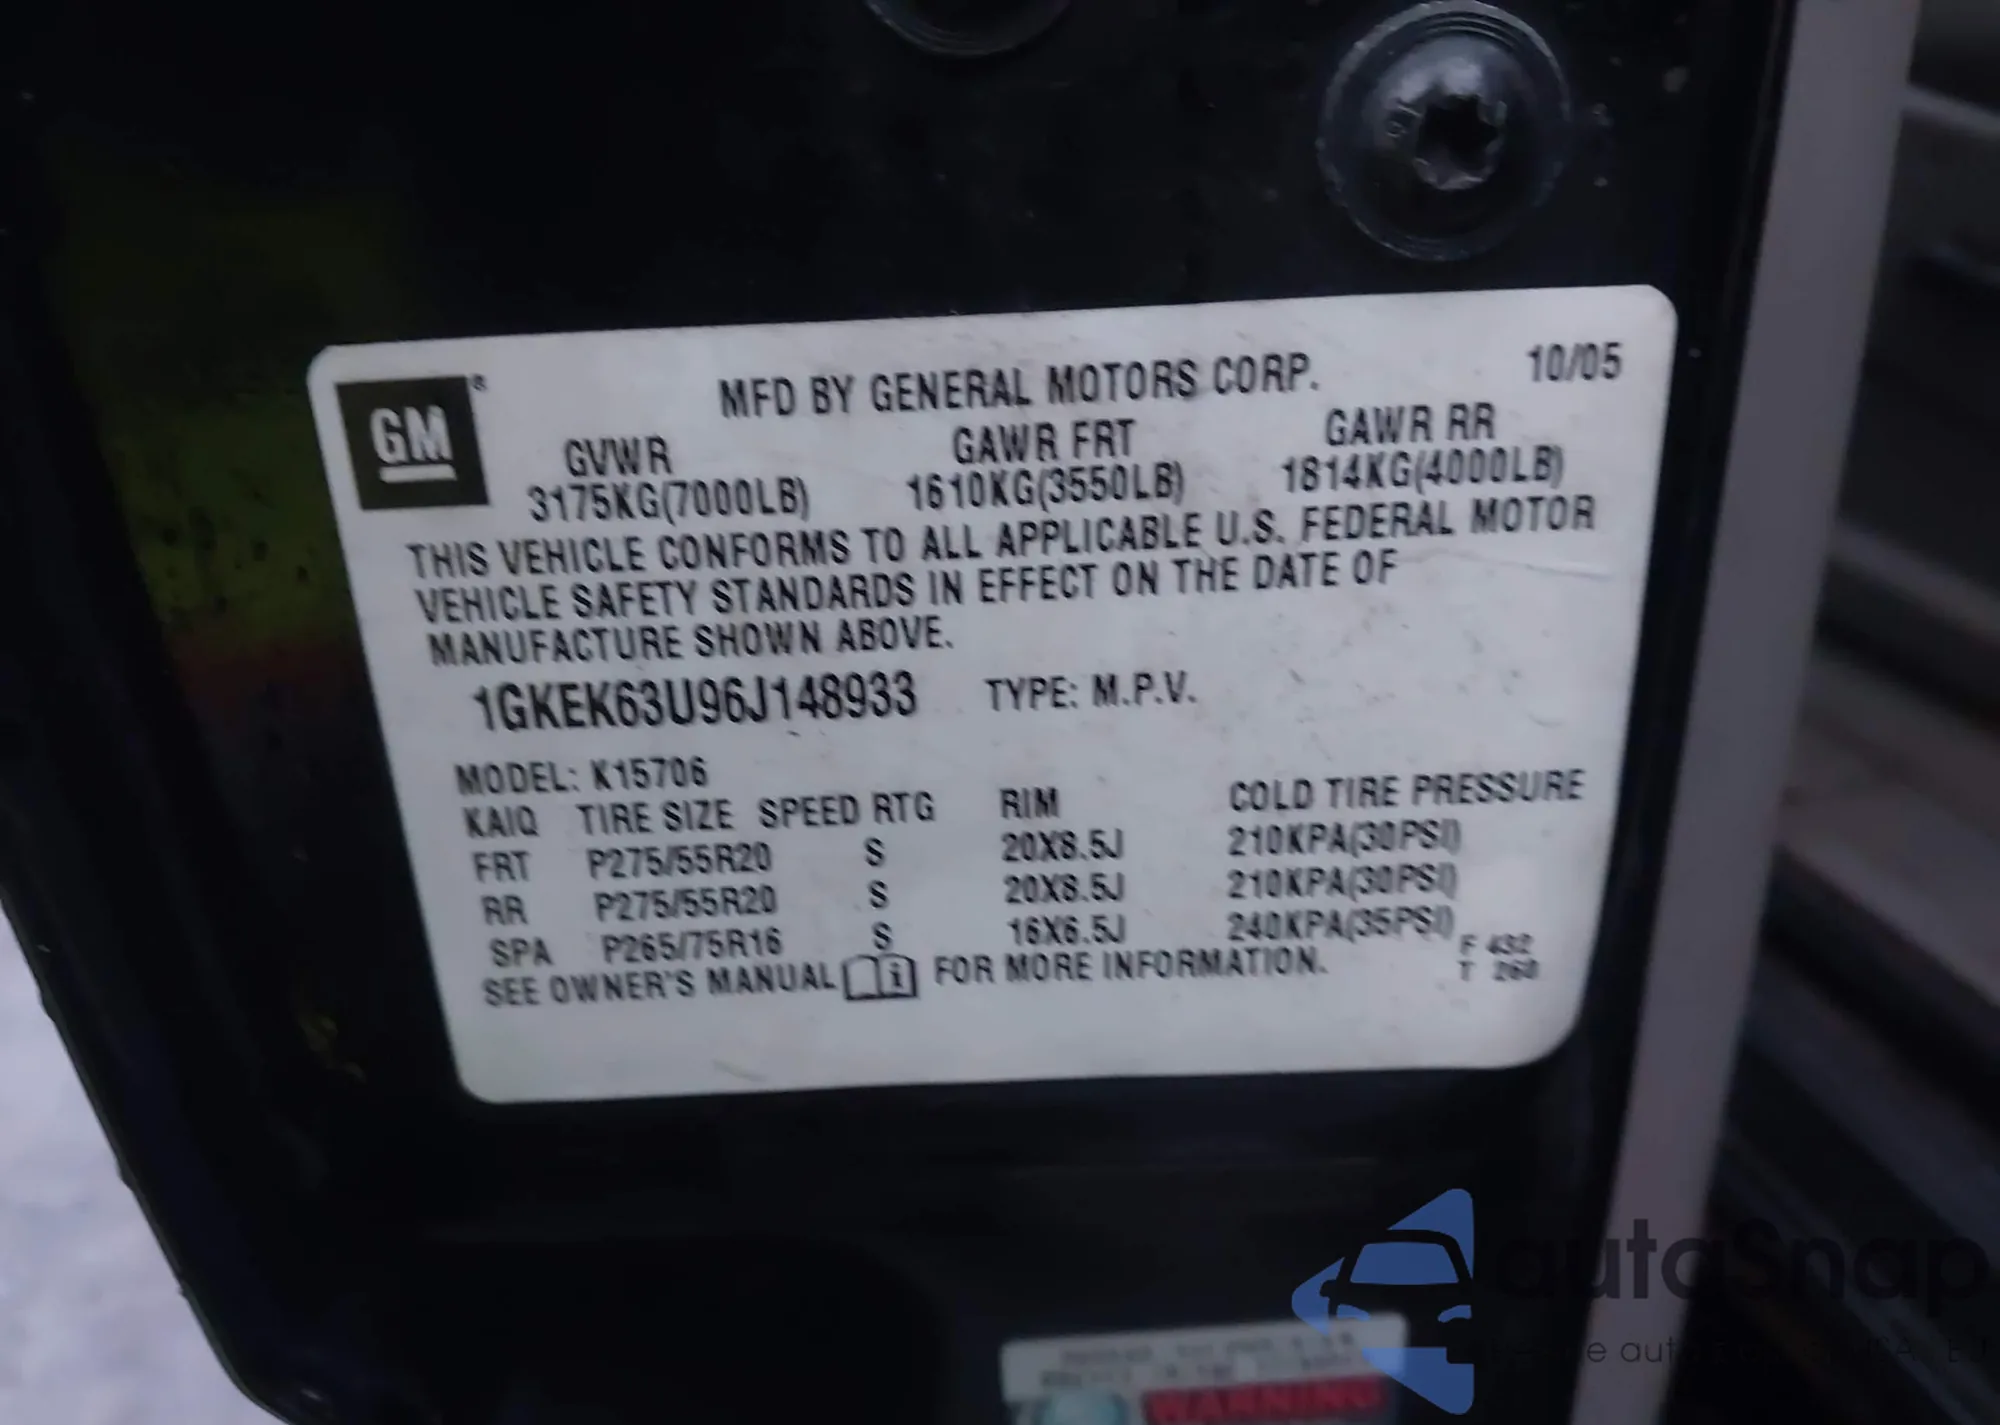 MFD BY GENERAL MOTORS CORP. 10/05
GM®
GVWR GAWR FRT GAWR RR
3175KG(7000LB) 1610KG(3550LB) 1814KG(4000LB)
THIS VEHICLE CONFORMS TO ALL APPLICABLE U.S. FEDERAL MOTOR
VEHICLE SAFETY STANDARDS IN EFFECT ON THE DATE OF
MANUFACTURE SHOWN ABOVE.
1GKEK63U96J148933 TYPE: M.P.V.
MODEL: K15706
KAIQ TIRE SIZE SPEED RTG RIM COLD TIRE PRESSURE
FRT P275/55R20 S 20X8.5J 210KPA(30PSI)
RR P275/55R20 S 20X8.5J 210KPA(30PSI)
SPA P265/75R16 S 16X6.5J 240KPA(35PSI)
SEE OWNER'S MANUAL i FOR MORE INFORMATION.
F 432
T 260
autoSnap
WARNING